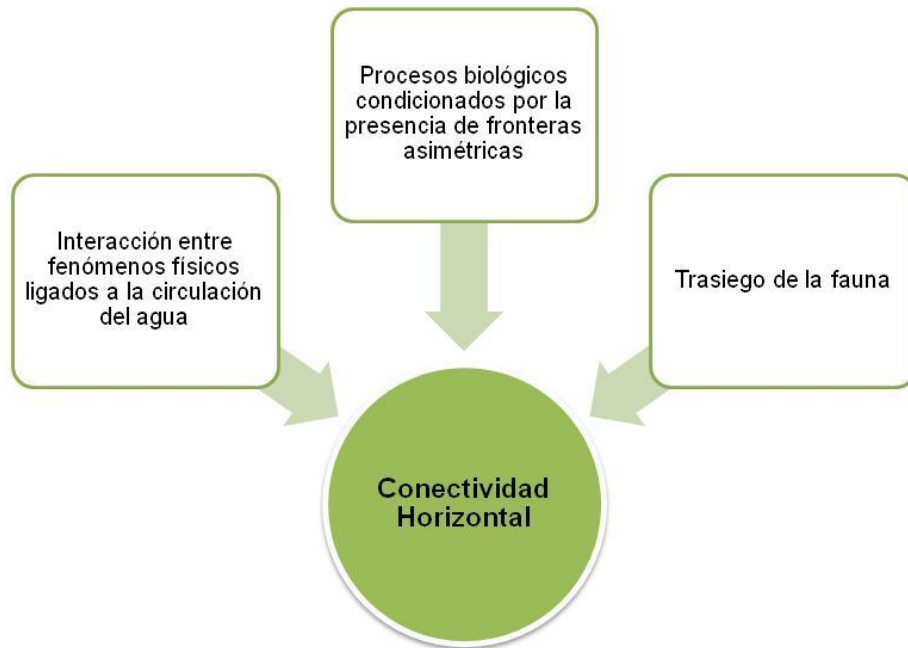 Procesos biológicos
condicionados por la
presencia de fronteras
asimétricas
Interacción entre
fenómenos físicos
ligados a la circulación
del agua
Trasiego de la fauna
Conectividad
Horizontal